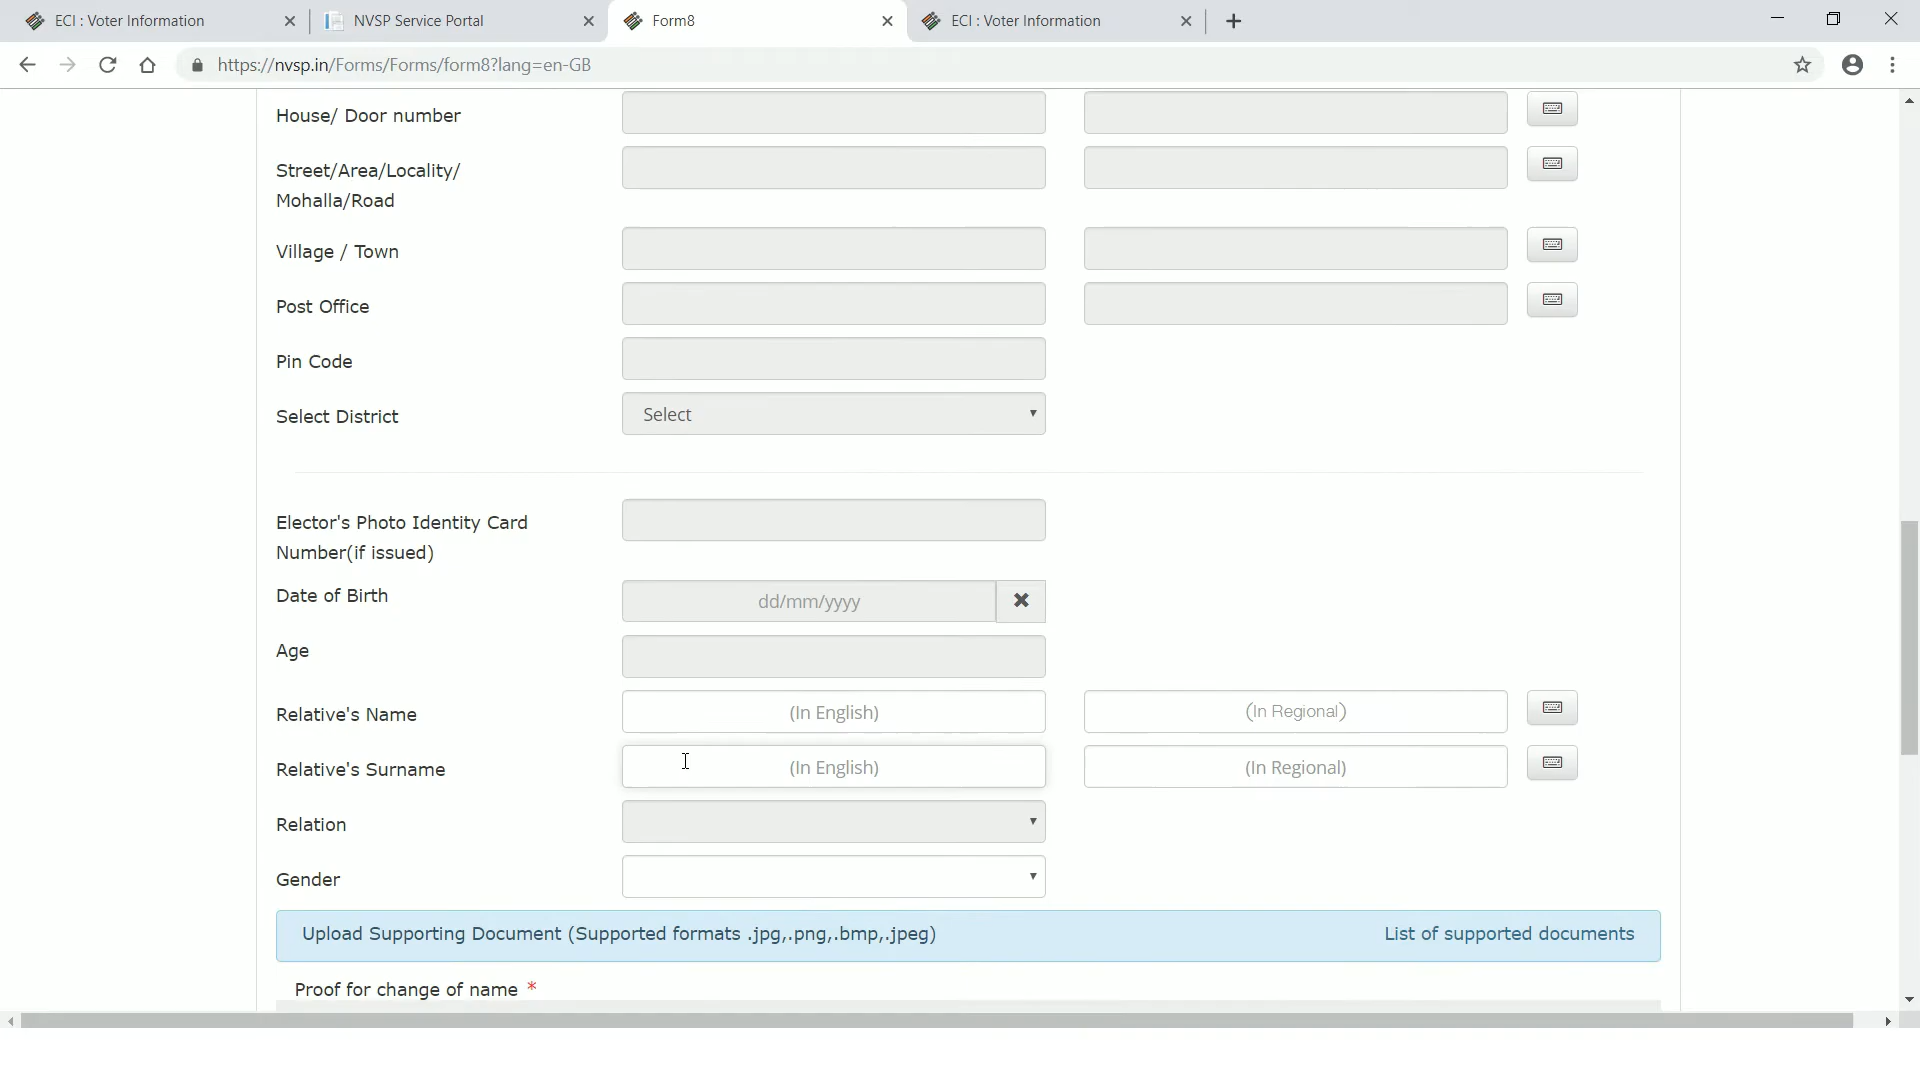 ECI : Voter Information
NVSP Service Portal
Form8
ECI : Voter Information
https://nvsp.in/Forms/Forms/form8?lang=en-GB
House/ Door number
Street/Area/Locality/
Mohalla/Road
Village / Town
Post Office
Pin Code
Select District
Select
Elector's Photo Identity Card
Number(if issued)
Date of Birth
dd/mm/yyyy
Age
Relative's Name
(In English)
(In Regional)
Relative's Surname
(In English)
(In Regional)
Relation
Gender
Upload Supporting Document (Supported formats .jpg,.png,.bmp,.jpeg)
List of supported documents
Proof for change of name *